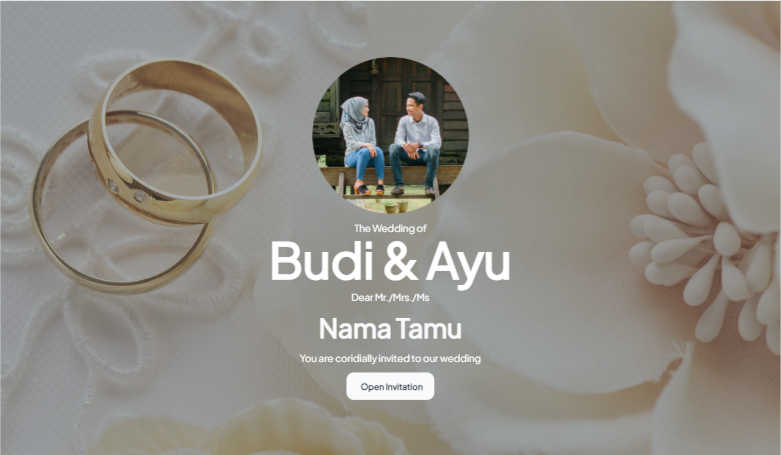 The Wedding of
Budi & Ayu
Dear Mr./Mrs./Ms
Nama Tamu
You are coridially invited to our wedding
Open Invitation